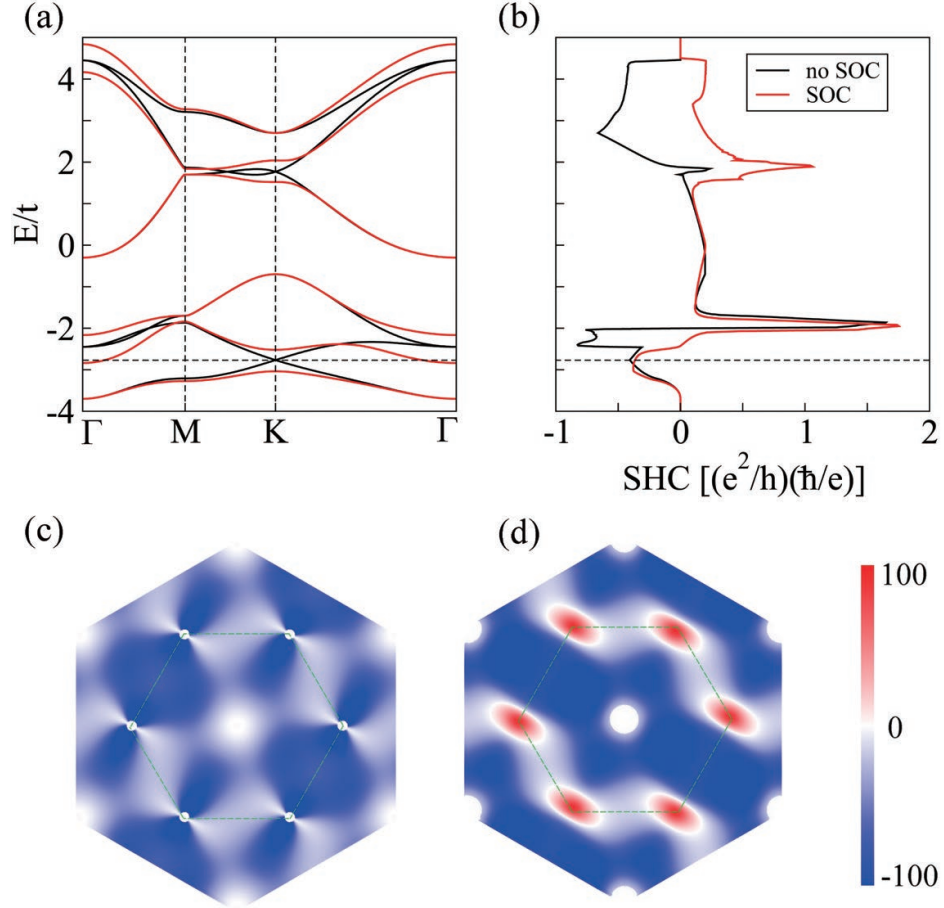 (a)
(b)
4
2
0
-2
-4
E/t
Γ
M
K
Γ
no SOC
SOC
-1
0
1
2
SHC [(e²/h)(ħ/e)]
(c)
(d)
100
0
-100